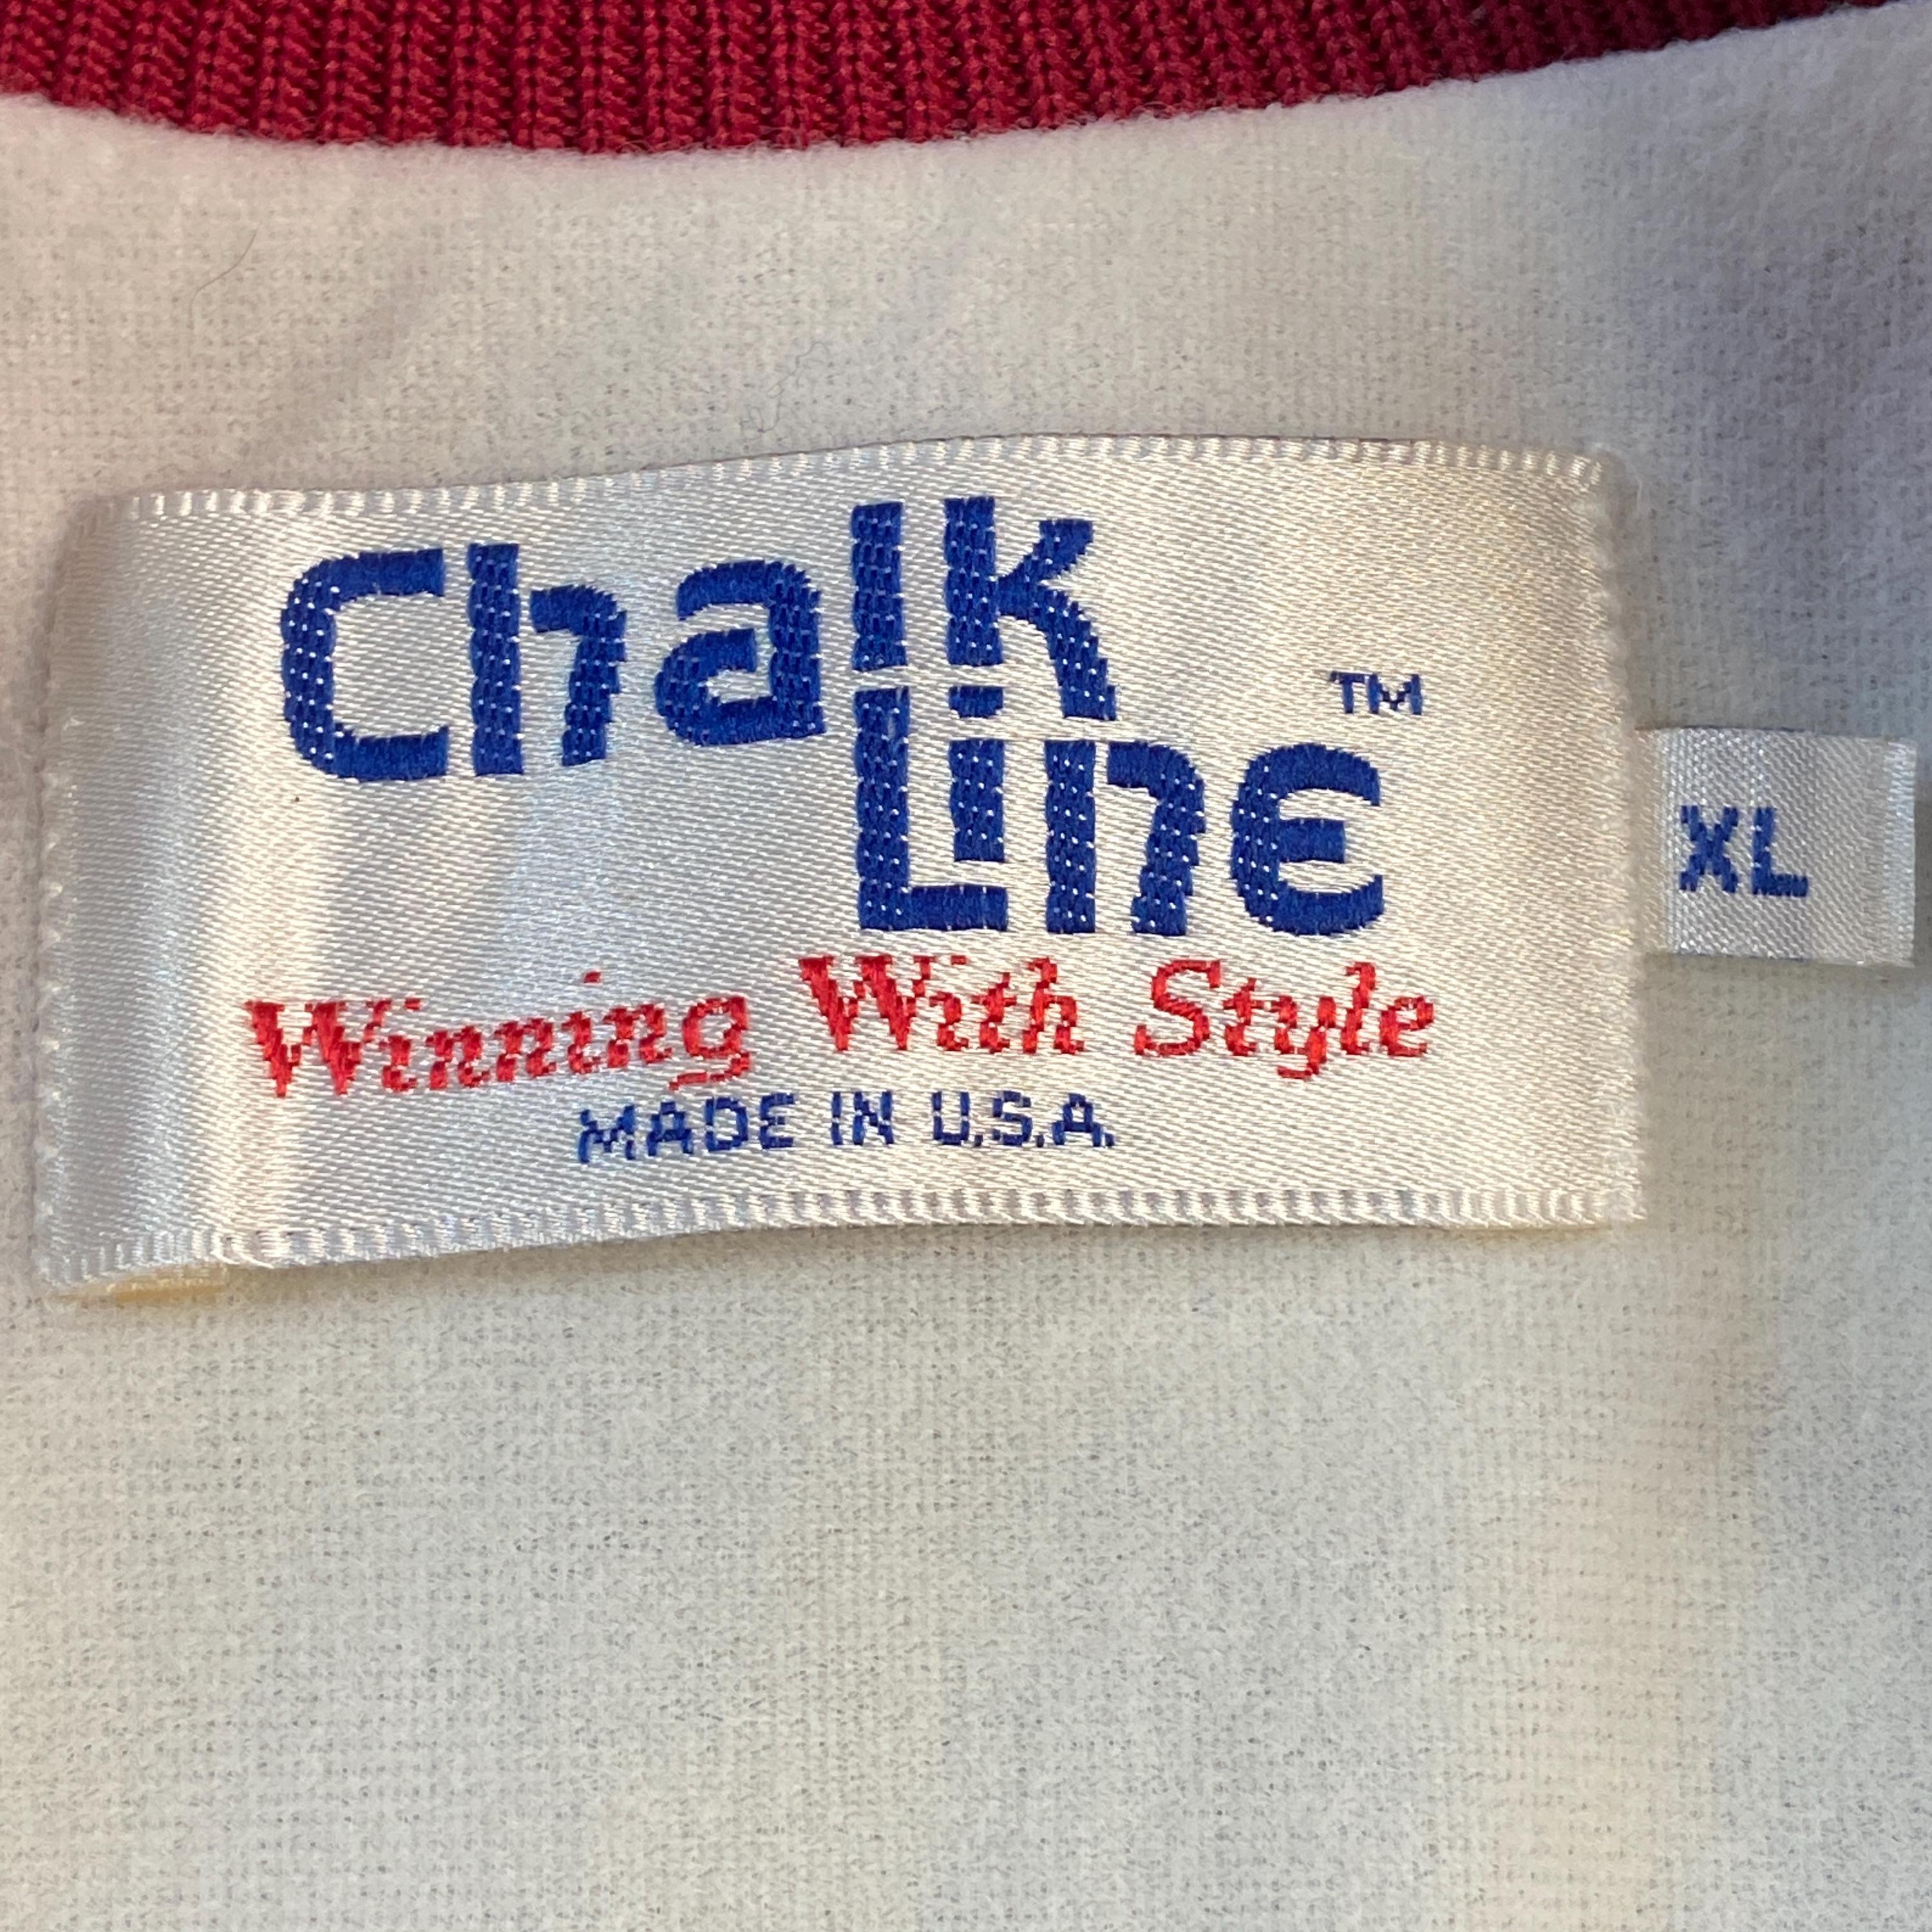 Chalk
Line ™
Winning With Style
MADE IN U.S.A.
XL